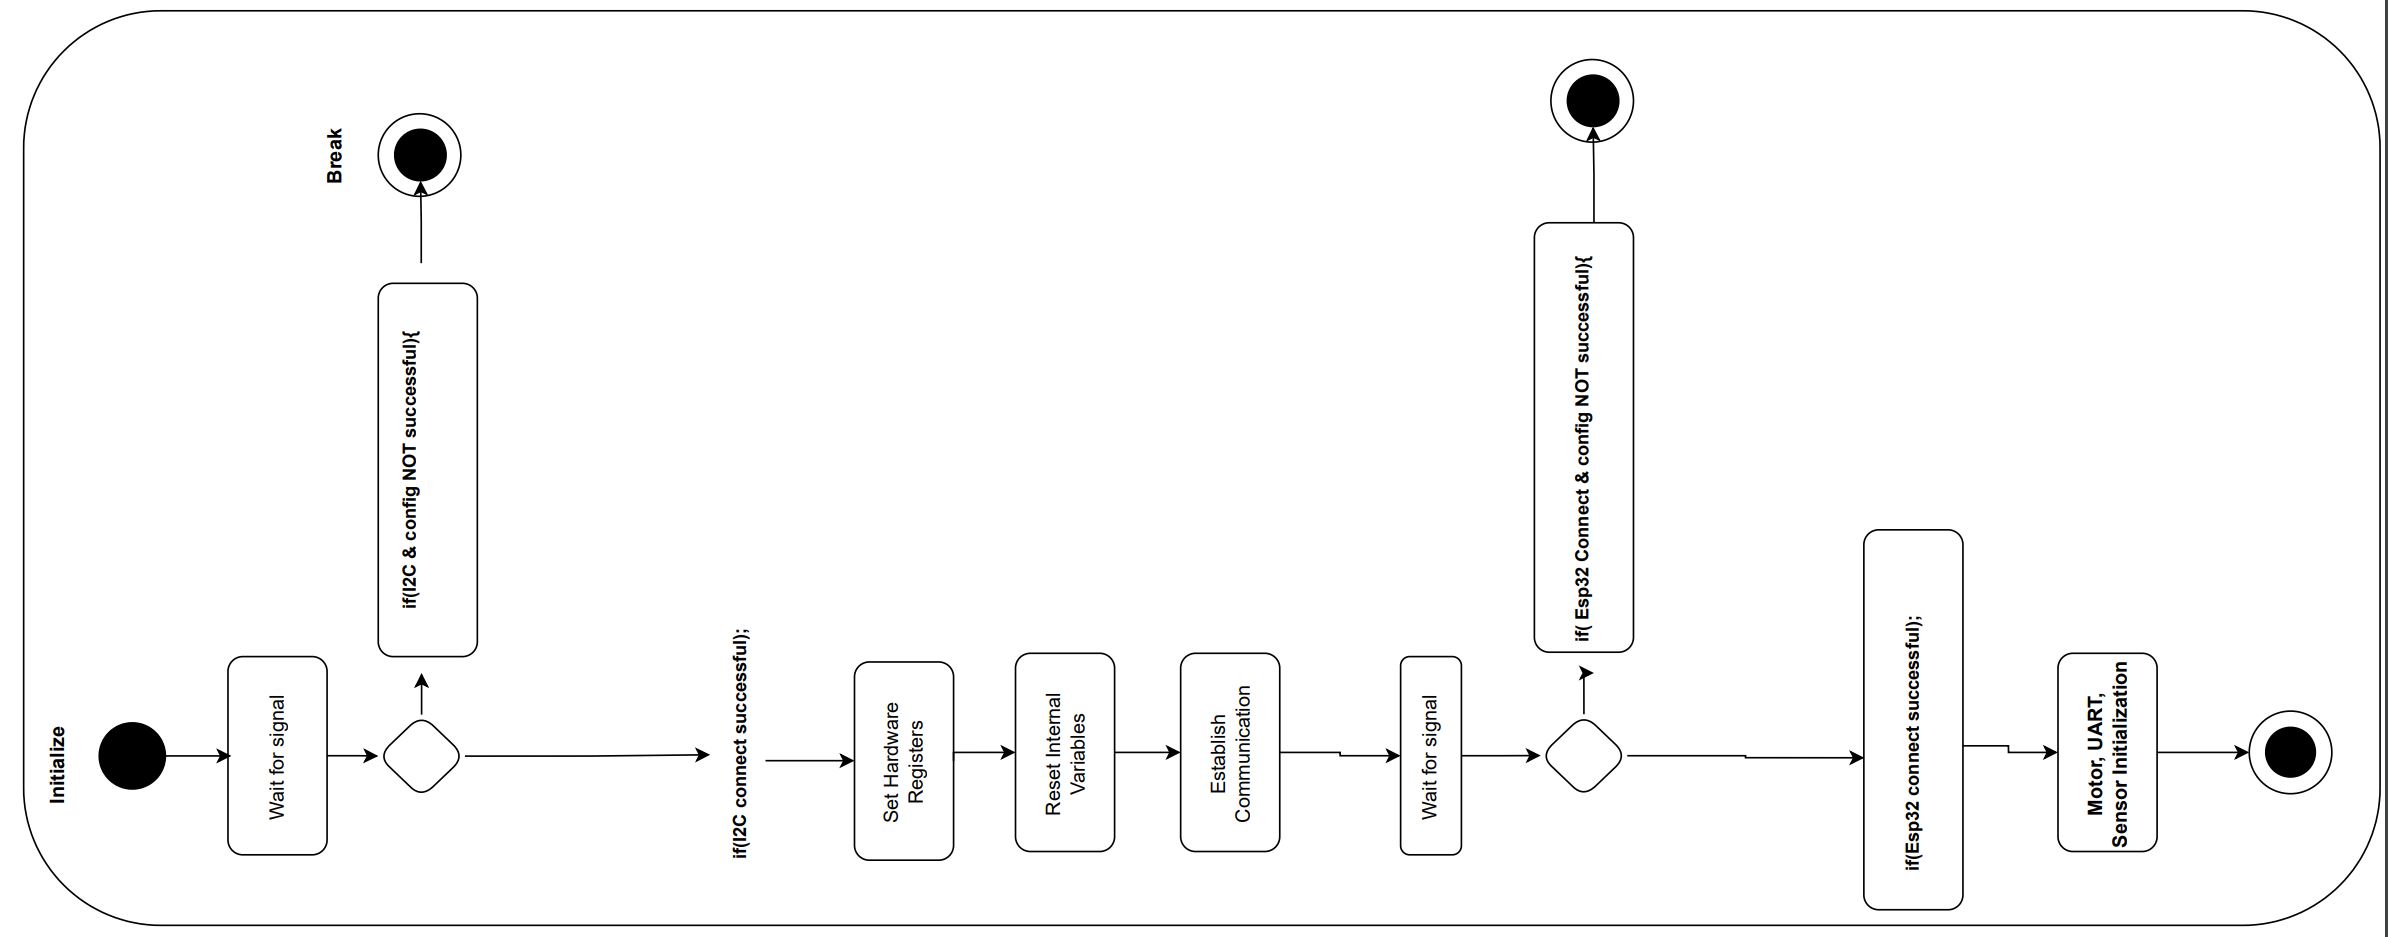 Initialize
Wait for signal
Break
if(I2C & config NOT successful){
if(I2C connect successful);
Set Hardware
Registers
Reset Internal
Variables
Establish
Communication
Wait for signal
if( Esp32 Connect & config NOT successful){
if(Esp32 connect successful);
Motor, UART,
Sensor Initialization